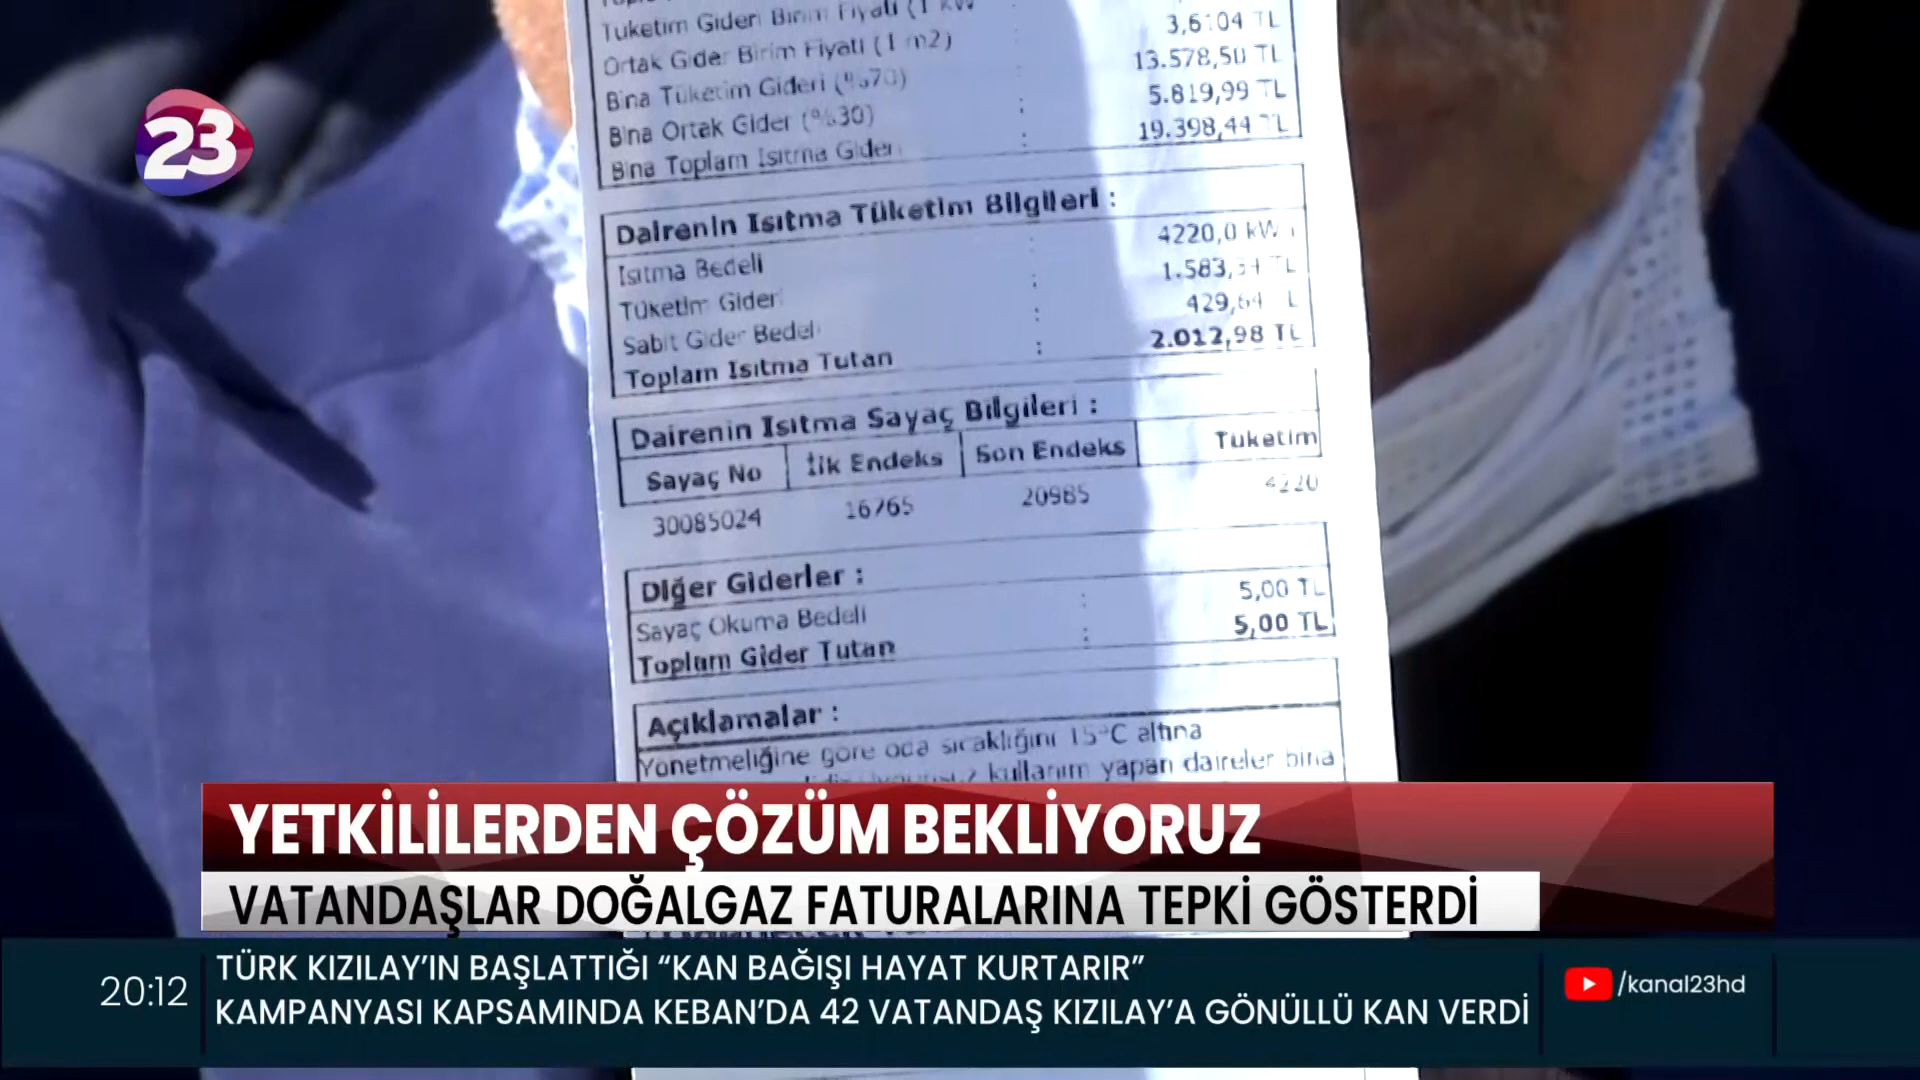 23
Tüketim Gideri Birim Fiyatı (1 kW
Ortak Gider Birim Fiyatı (1 m2) : 3,6104 TL
Bina Tüketim Gideri (%70) : 13.578,50 TL
Bina Ortak Gider (%30) : 5.819,99 TL
Bina Toplam Isıtma Gideri : 19.398,44 TL
Dairenin Isıtma Tüketim Bilgileri :
Isıtma Bedeli : 4220,0 kW
Tüketim Gideri : 1.583, TL
Sabit Gider Bedeli : 429,64 L
Toplam Isıtma Tutarı : 2.012,98 TL
Dairenin Isıtma Sayaç Bilgileri :
Sayaç No İlk Endeks Son Endeks Tüketim
30085024 16765 20985 4220
Diğer Giderler :
Sayaç Okuma Bedeli : 5,00 TL
Toplam Gider Tutarı : 5,00 TL
Açıklamalar :
Yönetmeliğine göre oda sıcaklığını 15°C altına
kullanım yapan daireler bina
YETKİLİLERDEN ÇÖZÜM BEKLİYORUZ
VATANDAŞLAR DOĞALGAZ FATURALARINA TEPKİ GÖSTERDİ
20:12
TÜRK KIZILAY’IN BAŞLATTIĞI “KAN BAĞIŞI HAYAT KURTARIR”
KAMPANYASI KAPSAMINDA KEBAN’DA 42 VATANDAŞ KIZILAY’A GÖNÜLLÜ KAN VERDİ
/kanal23hd